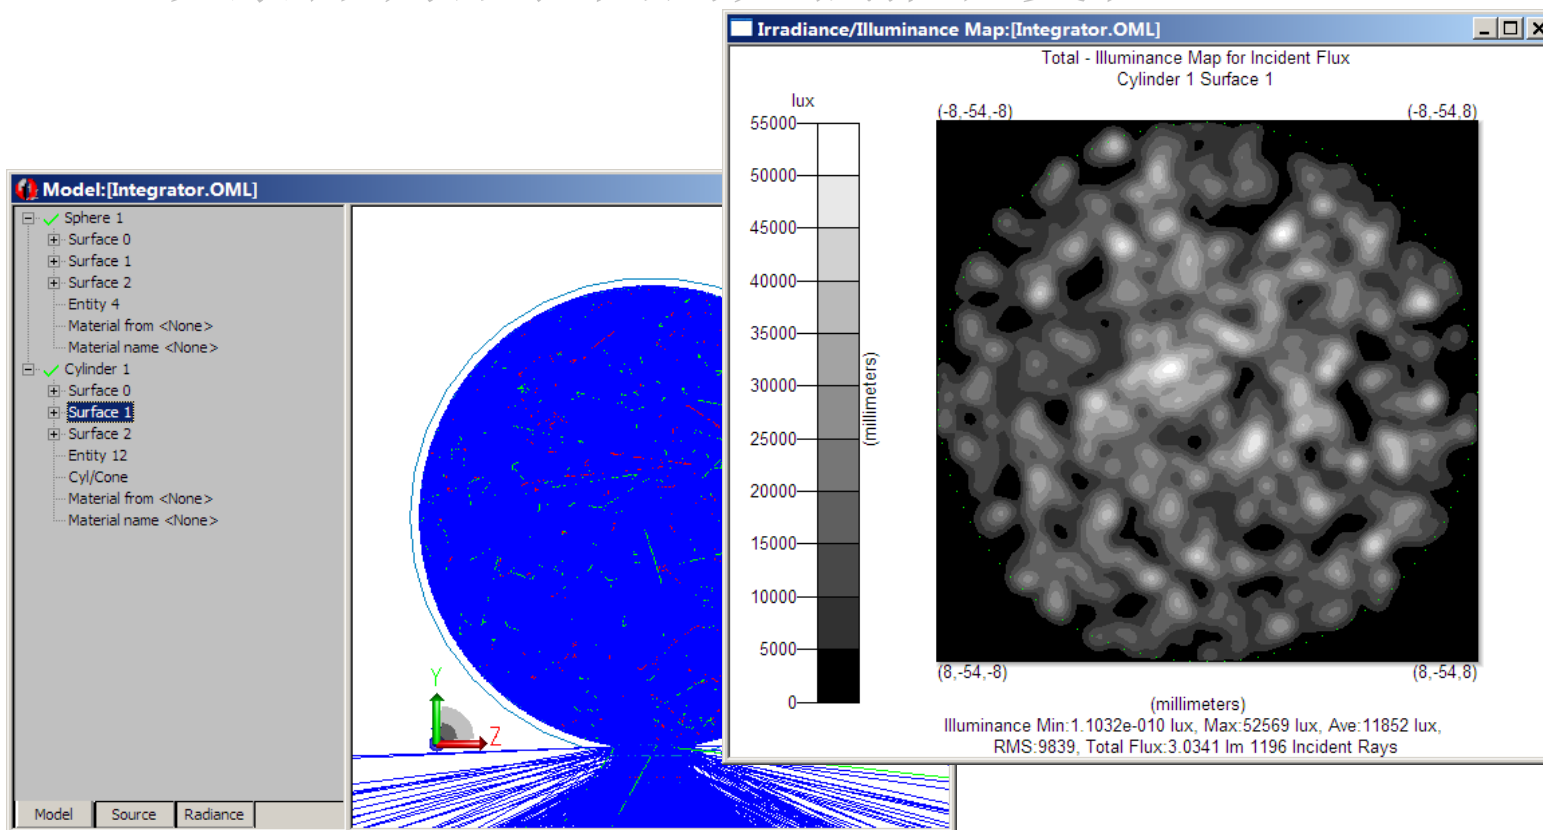 Irradiance/Illuminance Map:[Integrator.OML]
Total - Illuminance Map for Incident Flux
Cylinder 1 Surface 1
lux
55000
50000
45000
40000
35000
30000
25000
20000
15000
10000
5000
0
(millimeters)
(-8,-54,-8)
(-8,-54,8)
(8,-54,-8)
(8,-54,8)
(millimeters)
Illuminance Min:1.1032e-010 lux, Max:52569 lux, Ave:11852 lux,
RMS:9839, Total Flux:3.0341 lm 1196 Incident Rays
Model:[Integrator.OML]
Sphere 1
Surface 0
Surface 1
Surface 2
Entity 4
Material from <None>
Material name <None>
Cylinder 1
Surface 0
Surface 1
Surface 2
Entity 12
Cyl/Cone
Material from <None>
Material name <None>
Y
Z
Model
Source
Radiance